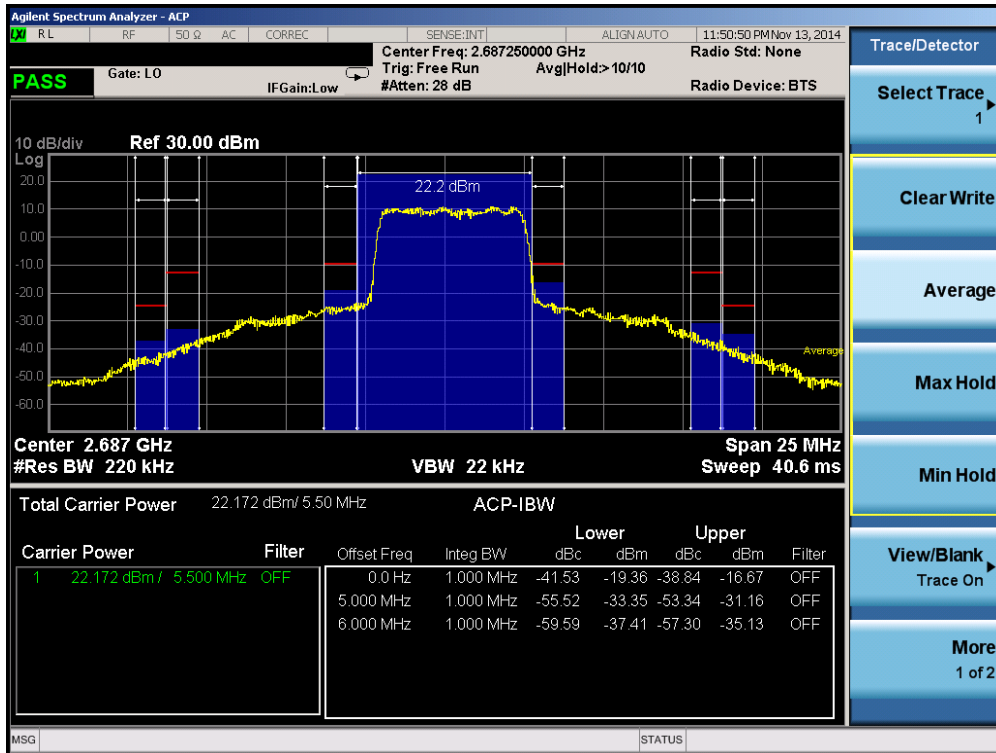 Agilent Spectrum Analyzer - ACP
LXI RL RF 50 Ω AC CORREC SENSE:INT ALIGN AUTO 11:50:50 PM Nov 13, 2014
Center Freq: 2.687250000 GHz Radio Std: None
Trig: Free Run Avg|Hold:>10/10
PASS Gate: LO IFGain:Low #Atten: 28 dB Radio Device: BTS
10 dB/div Ref 30.00 dBm
Log
20.0
22.2 dBm
10.0
0.00
-10.0
-20.0
-30.0
-40.0
Average
-50.0
-60.0
Center 2.687 GHz Span 25 MHz
#Res BW 220 kHz VBW 22 kHz Sweep 40.6 ms
Total Carrier Power 22.172 dBm/ 5.50 MHz ACP-IBW
Lower Upper
Carrier Power Filter Offset Freq Integ BW dBc dBm dBc dBm Filter
1 22.172 dBm / 5.500 MHz OFF 0.0 Hz 1.000 MHz -41.53 -19.36 -38.84 -16.67 OFF
5.000 MHz 1.000 MHz -55.52 -33.35 -53.34 -31.16 OFF
6.000 MHz 1.000 MHz -59.59 -37.41 -57.30 -35.13 OFF
MSG STATUS
Trace/Detector
Select Trace
1
Clear Write
Average
Max Hold
Min Hold
View/Blank
Trace On
More
1 of 2